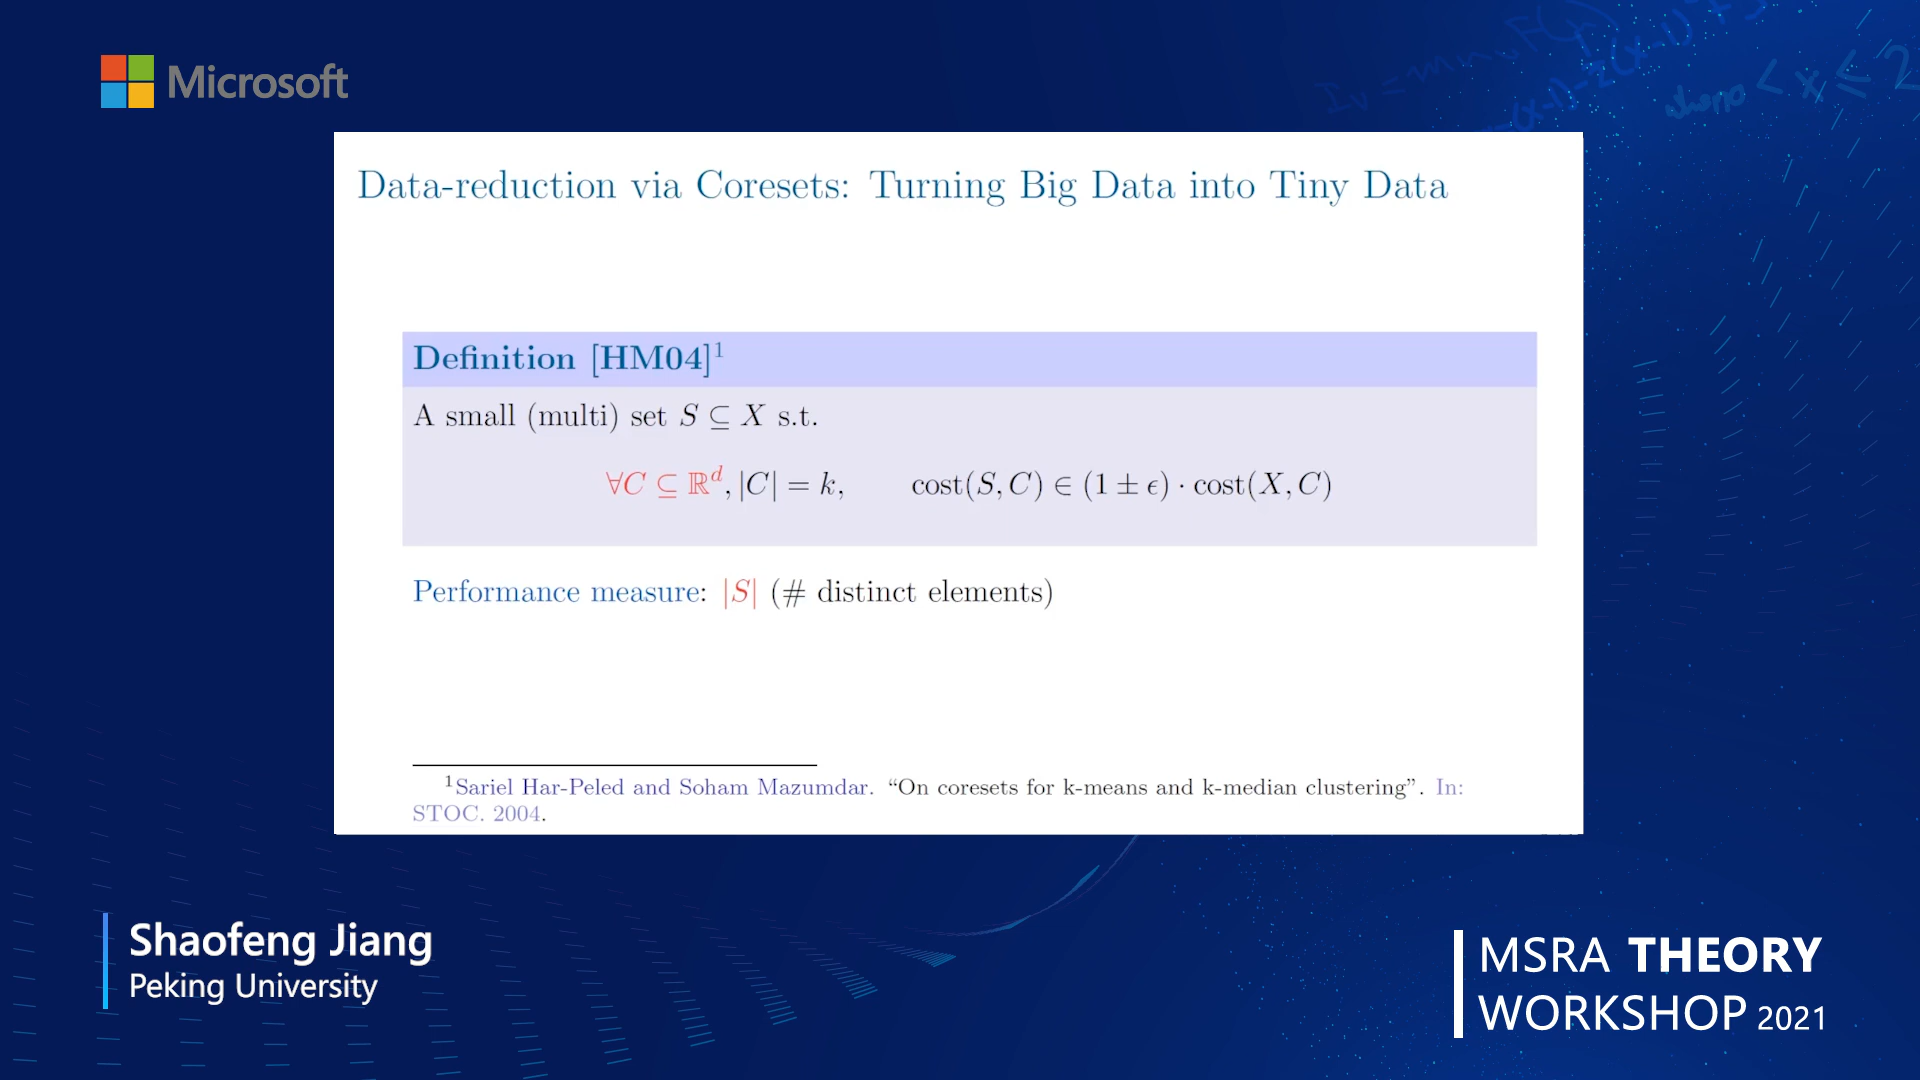 Microsoft
Data-reduction via Coresets: Turning Big Data into Tiny Data
Definition [HM04]¹
A small (multi) set S ⊆ X s.t.
∀C ⊆ ℝᵈ, |C| = k, cost(S, C) ∈ (1 ± ϵ) · cost(X, C)
Performance measure: |S| (# distinct elements)
¹Sariel Har-Peled and Soham Mazumdar. “On coresets for k-means and k-median clustering”. In:
STOC. 2004.
Shaofeng Jiang
Peking University
MSRA THEORY
WORKSHOP 2021